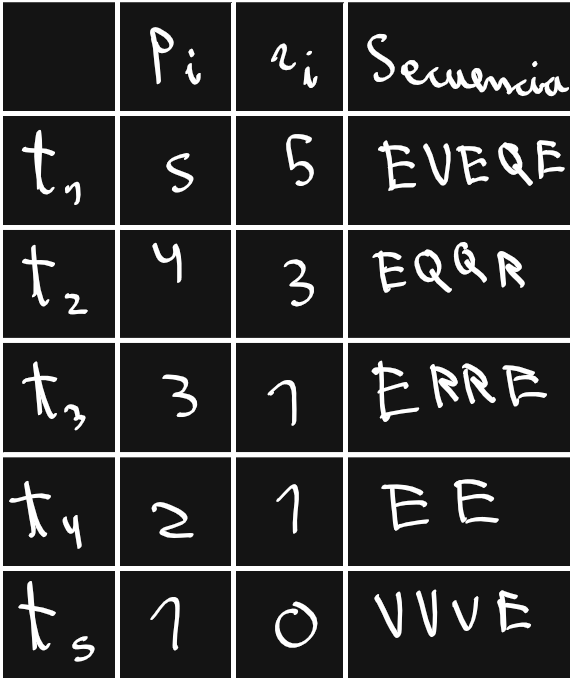 Pi ri Secuencia
t1 5 5 EVEQE
t2 4 3 EQQR
t3 3 1 ERRE
t4 2 1 EE
t5 1 0 VVVE